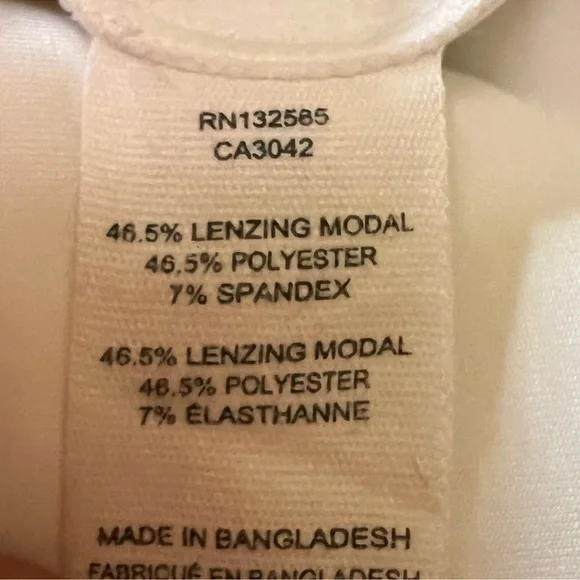 RN132585
CA3042
46.5% LENZING MODAL
46.5% POLYESTER
7% SPANDEX
46.5% LENZING MODAL
46.5% POLYESTER
7% ÉLASTHANNE
MADE IN BANGLADESH
FABRIQUÉ EN BANGLADESH